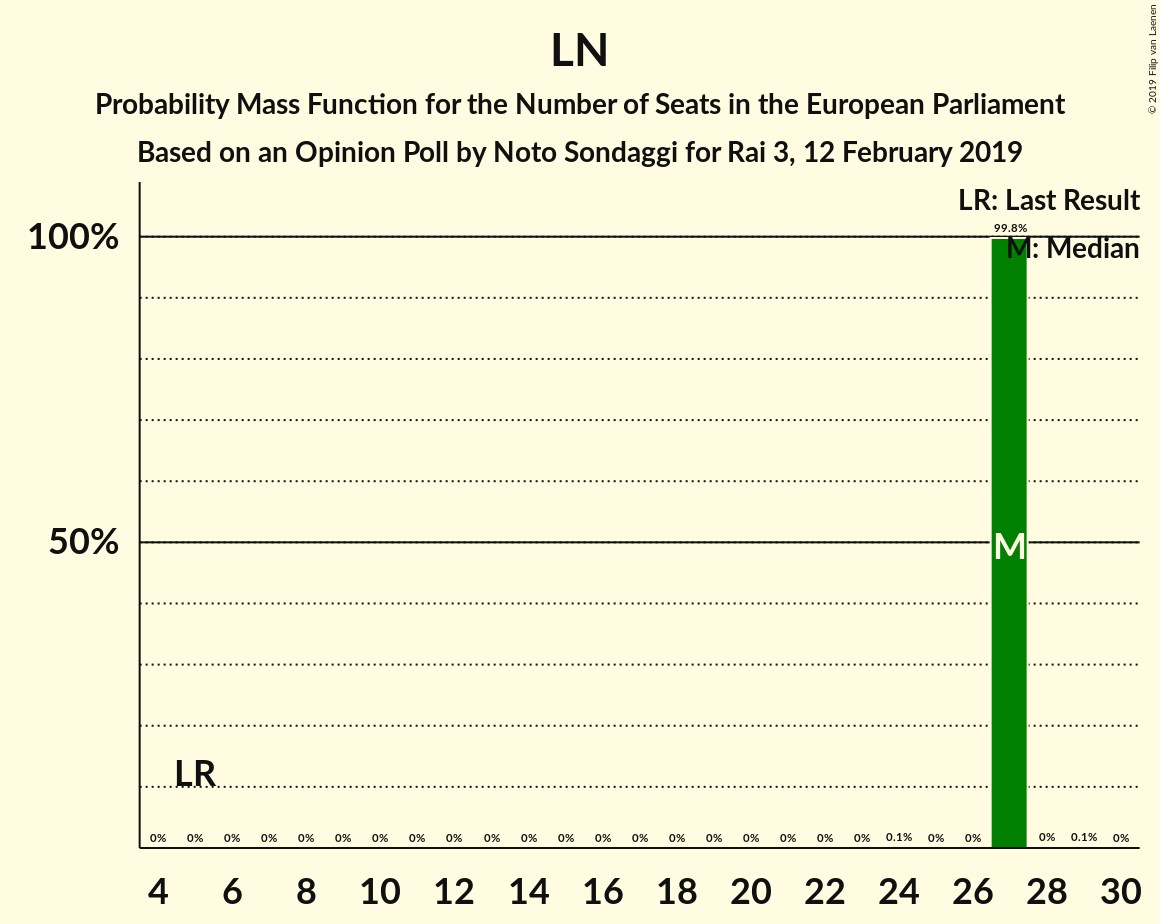 LN
Probability Mass Function for the Number of Seats in the European Parliament
Based on an Opinion Poll by Noto Sondaggi for Rai 3, 12 February 2019
© 2019 Filip van Laenen
LR: Last Result
M: Median
100%
50%
99.8%
M
LR
0% 0% 0% 0% 0% 0% 0% 0% 0% 0% 0% 0% 0% 0% 0% 0% 0% 0% 0% 0% 0.1% 0% 0% 0% 0.1% 0%
4 6 8 10 12 14 16 18 20 22 24 26 28 30